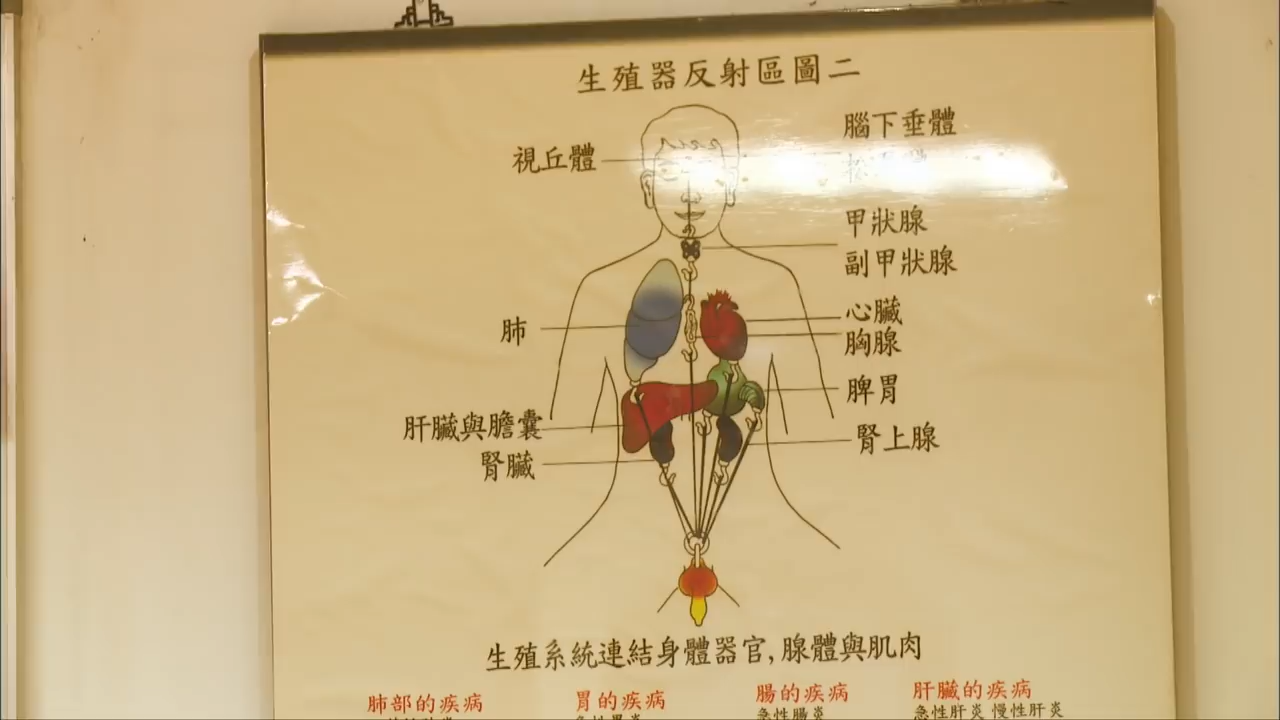 生殖器反射區圖二
腦下垂體
視丘體
甲狀腺
副甲狀腺
心臟
肺
胸腺
脾胃
肝臟與膽囊
腎上腺
腎臟
生殖系統連結身體器官,腺體與肌肉
肺部的疾病 胃的疾病 腸的疾病 肝臟的疾病
急性胃炎 急性腸炎 急性肝炎 慢性肝炎